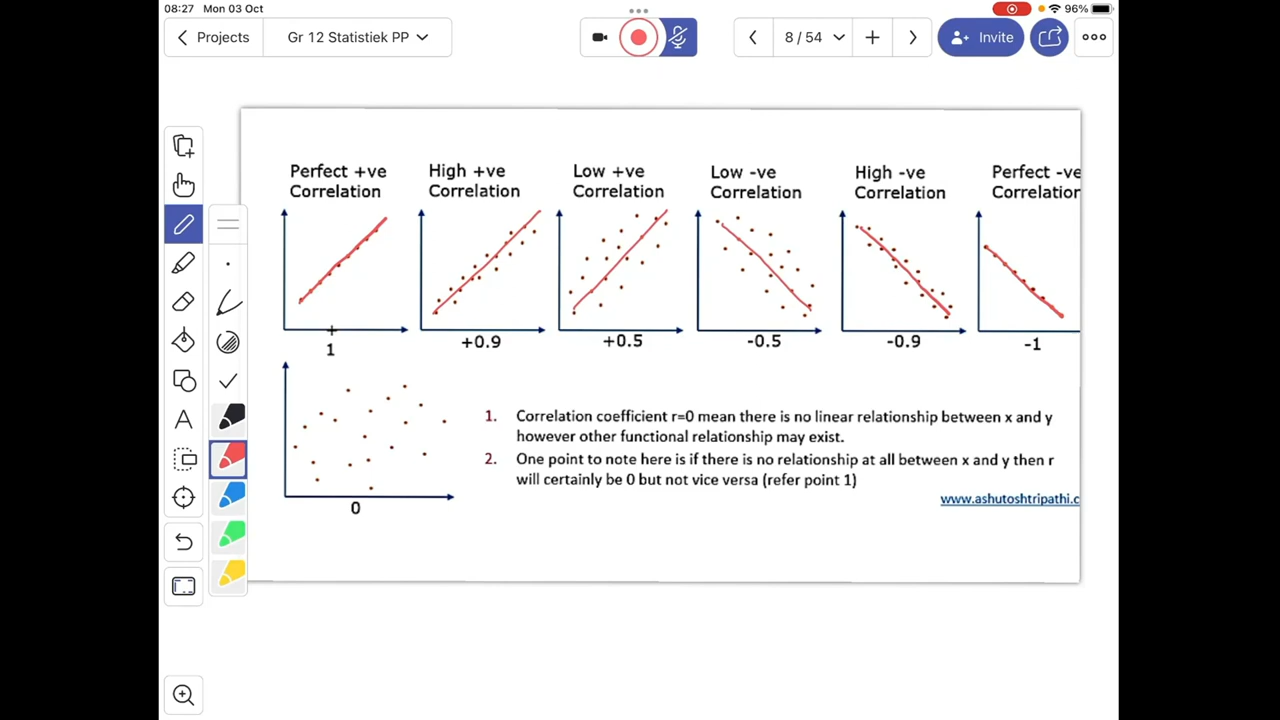 08:27 Mon 03 Oct
96%
Projects
Gr 12 Statistiek PP
8 / 54
Invite
Perfect +ve
Correlation
High +ve
Correlation
Low +ve
Correlation
Low -ve
Correlation
High -ve
Correlation
Perfect -ve
Correlation
+
1
+0.9
+0.5
-0.5
-0.9
-1
0
1. Correlation coefficient r=0 mean there is no linear relationship between x and y
however other functional relationship may exist.
2. One point to note here is if there is no relationship at all between x and y then r
will certainly be 0 but not vice versa (refer point 1)
www.ashutoshtripathi.c
A